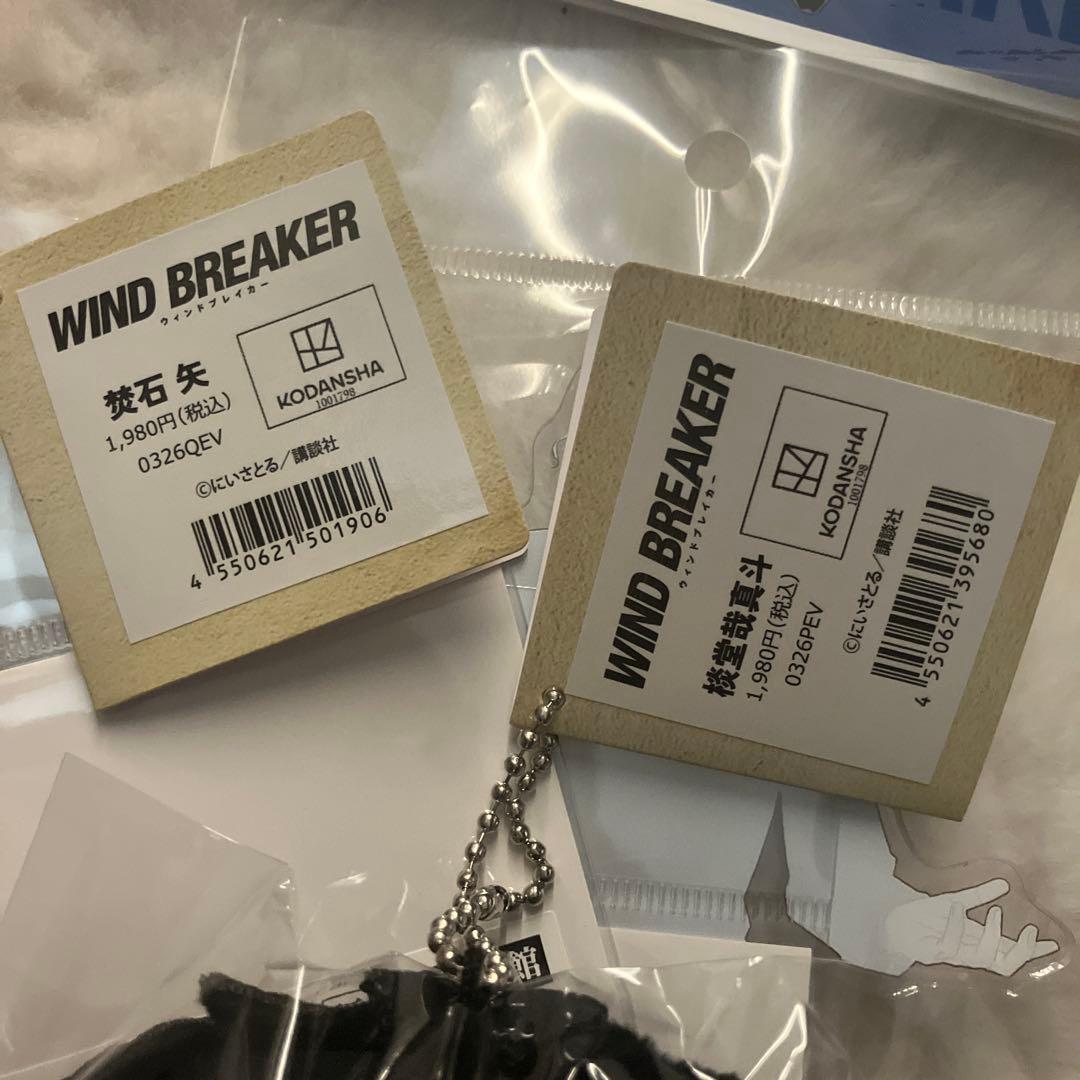 WIND BREAKER
ウィンドブレイカー
焚石 矢
1,980円(税込)
0326QEV
KODANSHA
1001798
©にいさとる/講談社
4 550621 501906
WIND BREAKER
ウィンドブレイカー
棪堂哉真斗
1,980円(税込)
0326PEV
KODANSHA
1001798
©にいさとる/講談社
4 550621 395680
館